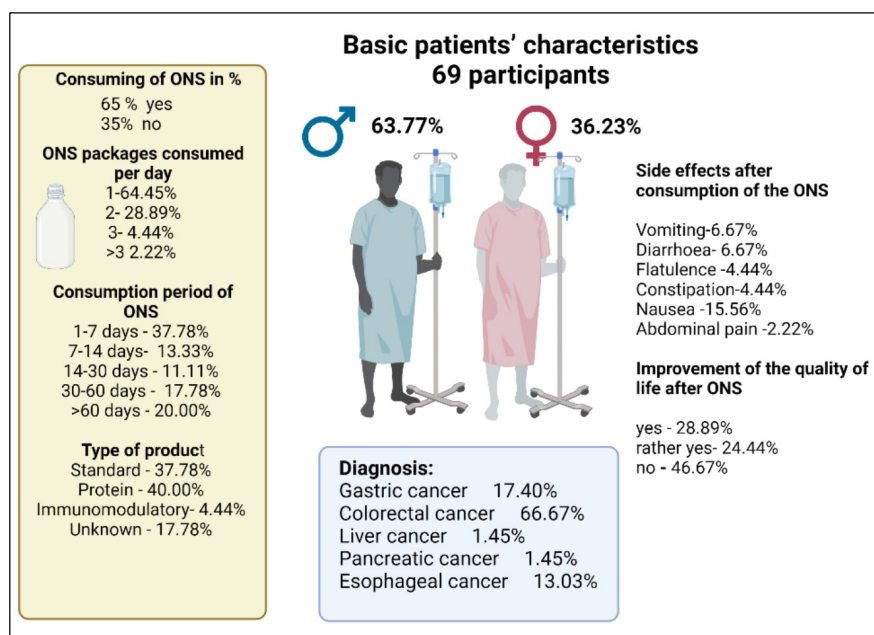 Basic patients' characteristics
69 participants
Consuming of ONS in %
65 % yes
35% no
ONS packages consumed
per day
1-64.45%
2- 28.89%
3- 4.44%
>3 2.22%
Consumption period of
ONS
1-7 days - 37.78%
7-14 days- 13.33%
14-30 days - 11.11%
30-60 days - 17.78%
>60 days - 20.00%
Type of product
Standard - 37.78%
Protein - 40.00%
Immunomodulatory- 4.44%
Unknown - 17.78%
63.77%
36.23%
Diagnosis:
Gastric cancer 17.40%
Colorectal cancer 66.67%
Liver cancer 1.45%
Pancreatic cancer 1.45%
Esophageal cancer 13.03%
Side effects after
consumption of the ONS
Vomiting-6.67%
Diarrhoea- 6.67%
Flatulence -4.44%
Constipation-4.44%
Nausea -15.56%
Abdominal pain -2.22%
Improvement of the quality of
life after ONS
yes - 28.89%
rather yes- 24.44%
no - 46.67%